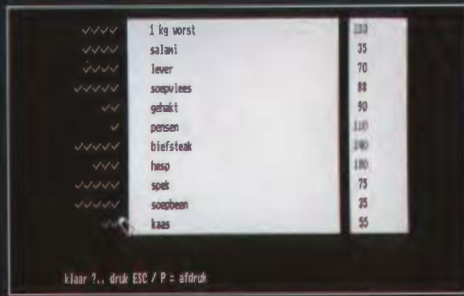 1 kg worst
salami 35
lever 70
soepvlees 88
gehakt 90
pensen 110
biefsteak
hesp 180
spek 75
soepbeen 25
kaas 55
klaar ?.. druk ESC / P = afdruk